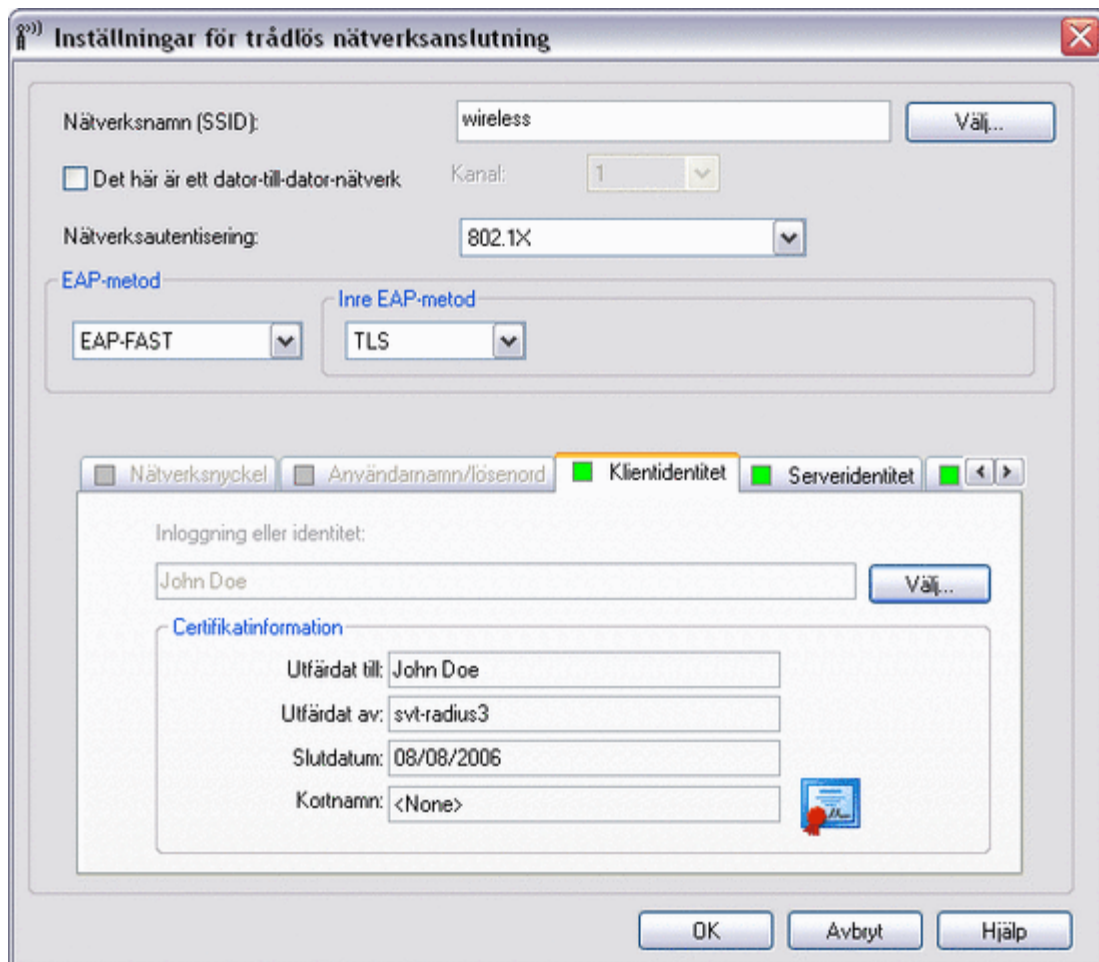 Inställningar för trådlös nätverksanslutning
Nätverksnamn (SSID): wireless Välj...
Det här är ett dator-till-dator-nätverk Kanal: 1
Nätverksautentisering: 802.1X
EAP-metod
Inre EAP-metod
EAP-FAST TLS
Nätverksnyckel Användarnamn/lösenord Klientidentitet Serveridentitet
Inloggning eller identitet:
John Doe Välj...
Certifikatinformation
Utfärdat till: John Doe
Utfärdat av: svt-radius3
Slutdatum: 08/08/2006
Kortnamn: <None>
OK Avbryt Hjälp